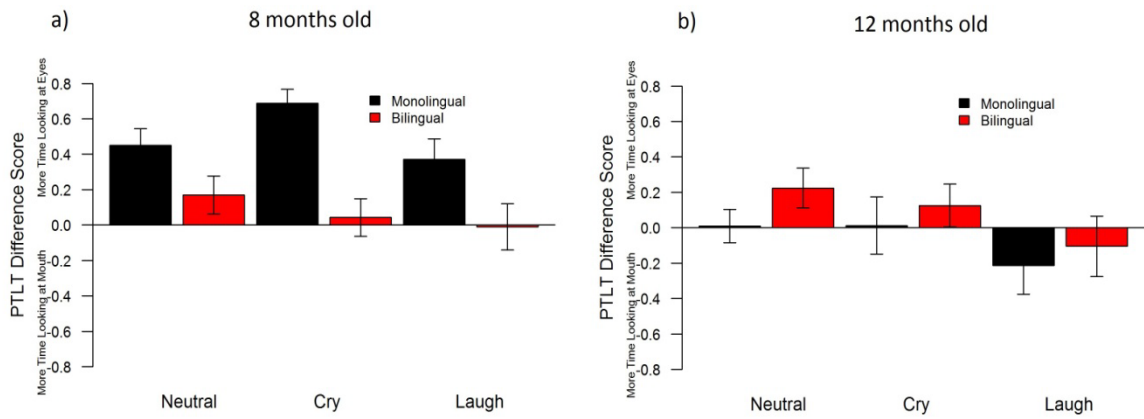 a)
8 months old
PTLT Difference Score
More Time Looking at Mouth
More Time Looking at Eyes
0.8
0.6
0.4
0.2
0.0
-0.2
-0.4
-0.6
-0.8
Monolingual
Bilingual
Neutral
Cry
Laugh
b)
12 months old
PTLT Difference Score
More Time Looking at Mouth
More Time Looking at Eyes
0.8
0.6
0.4
0.2
0.0
-0.2
-0.4
-0.6
-0.8
Monolingual
Bilingual
Neutral
Cry
Laugh